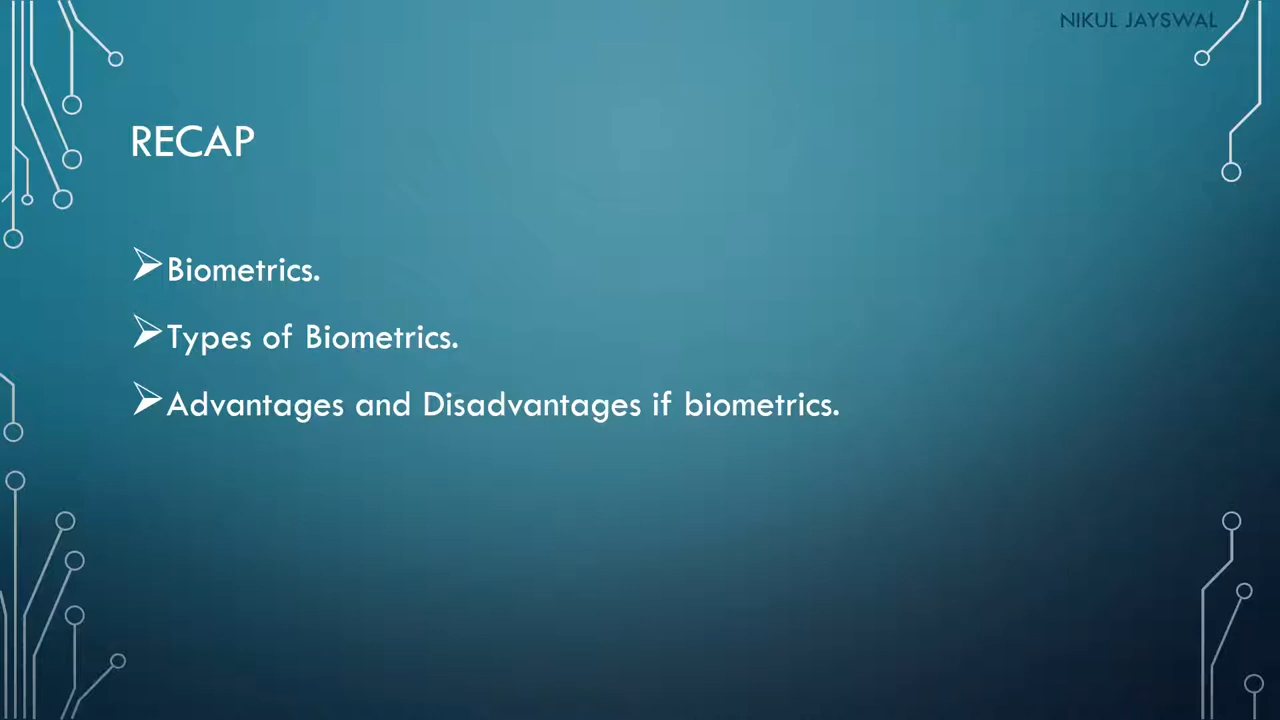 NIKUL JAYSWAL
RECAP
Biometrics.
Types of Biometrics.
Advantages and Disadvantages if biometrics.